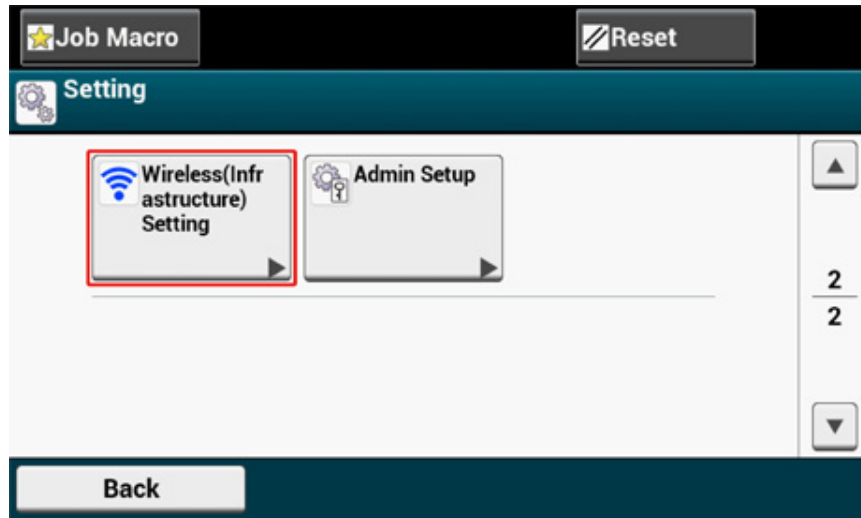 Job Macro
Reset
Setting
Wireless(Infr
astructure)
Setting
Admin Setup
2
2
Back